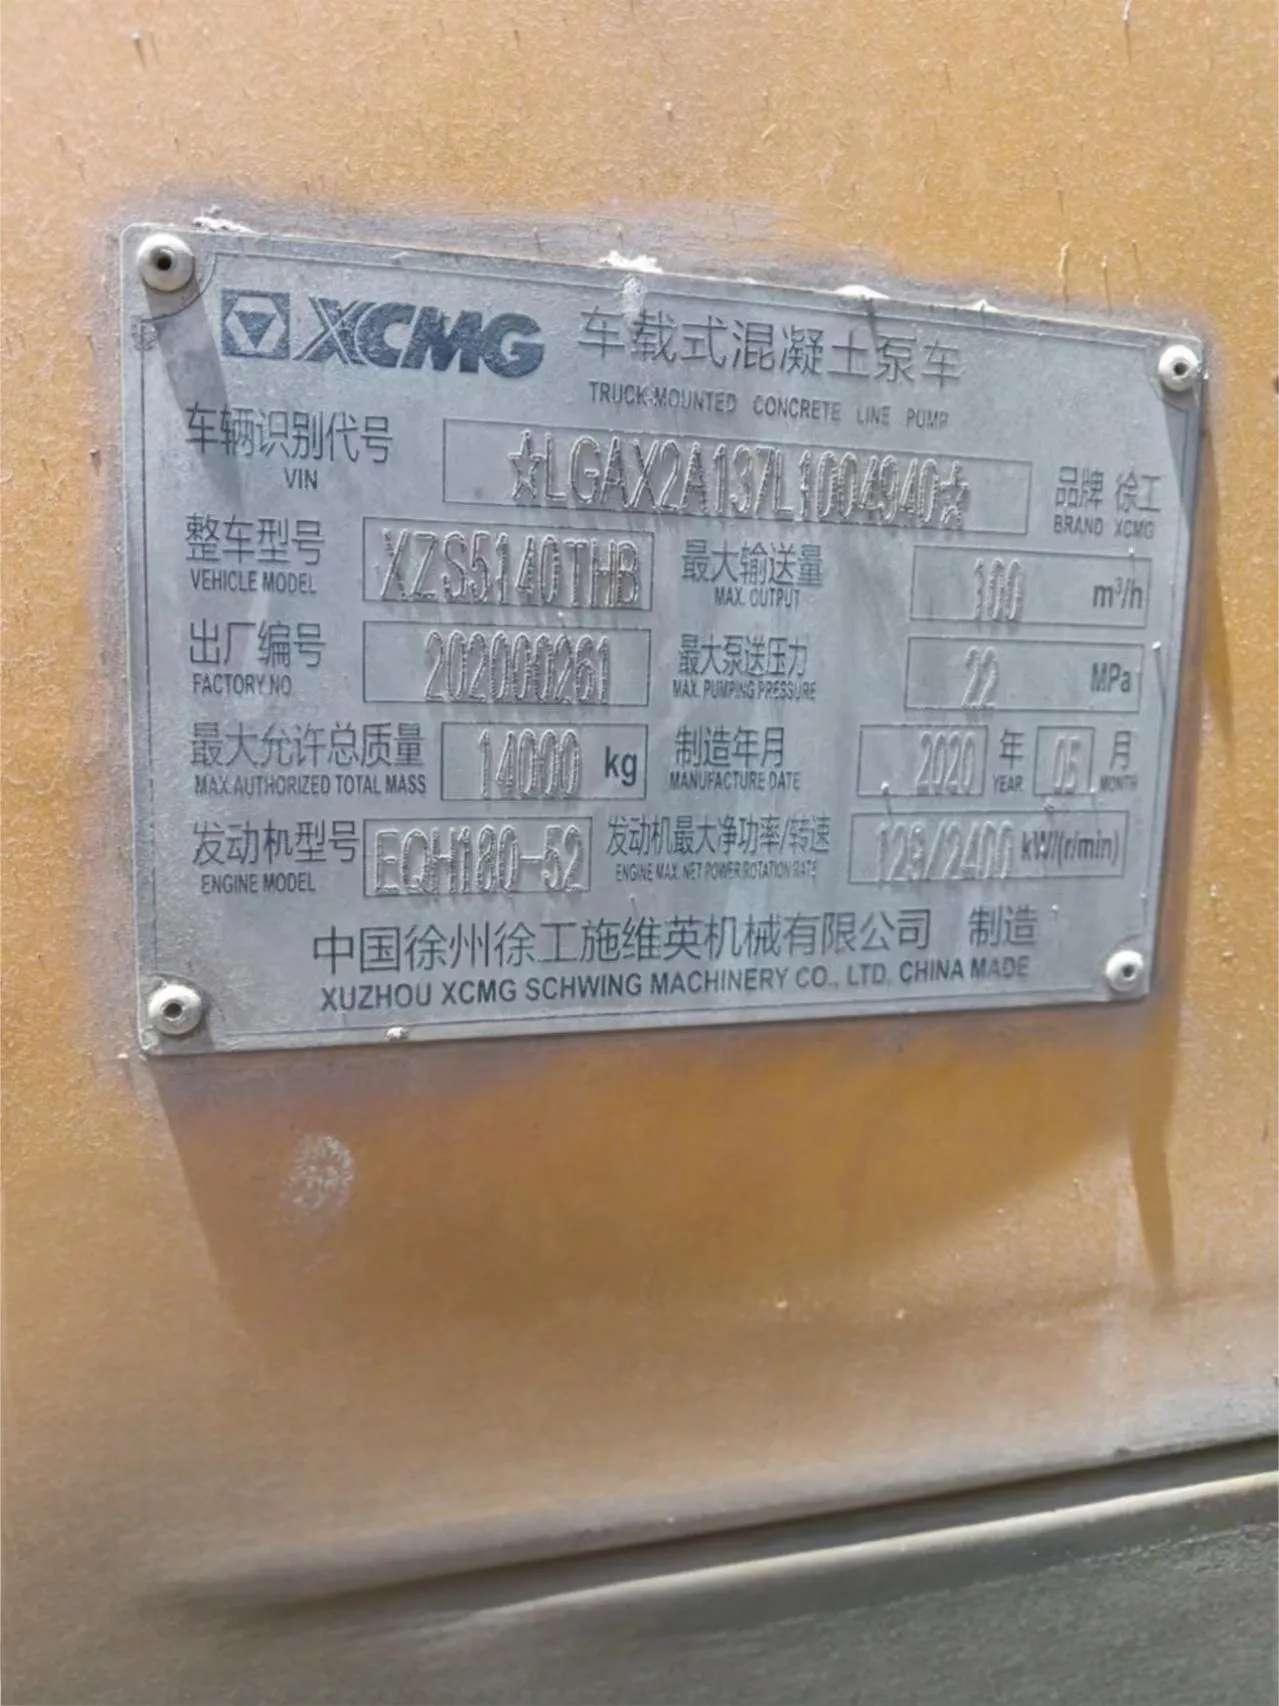 XCMG 车载式混凝土泵车
TRUCK-MOUNTED CONCRETE LINE PUMP
车辆识别代号 ☆LGAX2A137L1004940☆ 品牌 徐工
VIN BRAND XCMG
整车型号 XZS5140THB 最大输送量 100 m³/h
VEHICLE MODEL MAX. OUTPUT
出厂编号 202000261 最大泵送压力 22 MPa
FACTORY NO. MAX. PUMPING PRESSURE
最大允许总质量 14000 kg 制造年月 2020 年 05 月
MAX.AUTHORIZED TOTAL MASS MANUFACTURE DATE YEAR MONTH
发动机型号 EQH180-52 发动机最大净功率/转速 129/2400 kW/(r/min)
ENGINE MODEL ENGINE MAX. NET POWER ROTATION RATE
中国徐州徐工施维英机械有限公司 制造
XUZHOU XCMG SCHWING MACHINERY CO., LTD. CHINA MADE